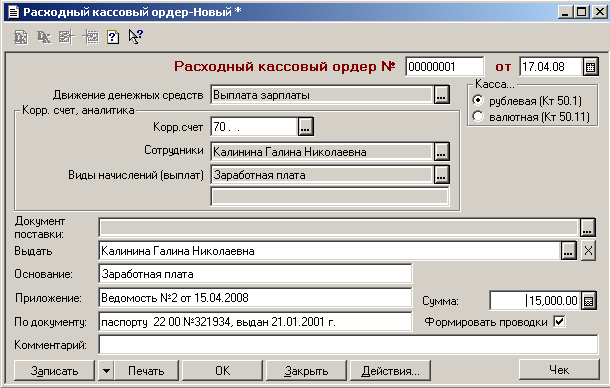 Расходный кассовый ордер-Новый *
Расходный кассовый ордер № 00000001 от 17.04.08
Движение денежных средств Выплата зарплаты ...
Касса...
рублевая (Кт 50.1)
валютная (Кт 50.11)
Корр. счет, аналитика
Корр.счет 70 . . ...
Сотрудники Калинина Галина Николаевна ...
Виды начислений (выплат) Заработная плата ...
Документ поставки: ...
Выдать Калинина Галина Николаевна ... X
Основание: Заработная плата
Приложение: Ведомость №2 от 15.04.2008
Сумма: 15,000.00
По документу: паспорту 22 00 №321934, выдан 21.01.2001 г.
Формировать проводки
Комментарий:
Записать Печать OK Закрыть Действия... Чек